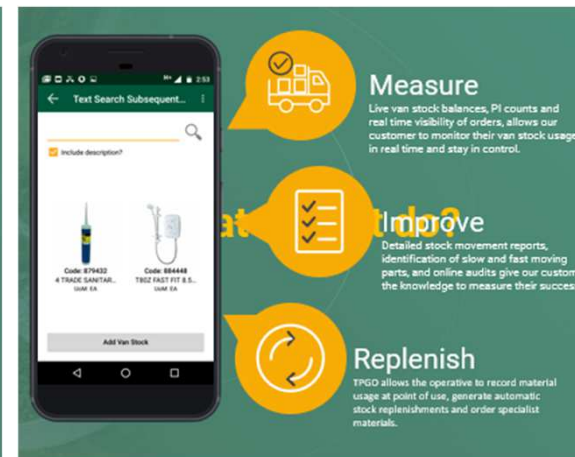 2:53
Text Search Subsequent...
Include description?
Code: 879432
4 TRADE SANITAR...
UoM: EA
Code: 884448
T80Z FAST FIT 8.5...
UoM: EA
Add Van Stock
Measure
Live van stock balances, PI counts and
real time visibility of orders, allows our
customer to monitor their van stock usage
in real time and stay in control.
at
t do?
Improve
Detailed stock movement reports,
identification of slow and fast moving
parts, and online audits give our custom
the knowledge to measure their succes
Replenish
TPGO allows the operative to record material
usage at point of use, generate automatic
stock replenishments and order specialist
materials.